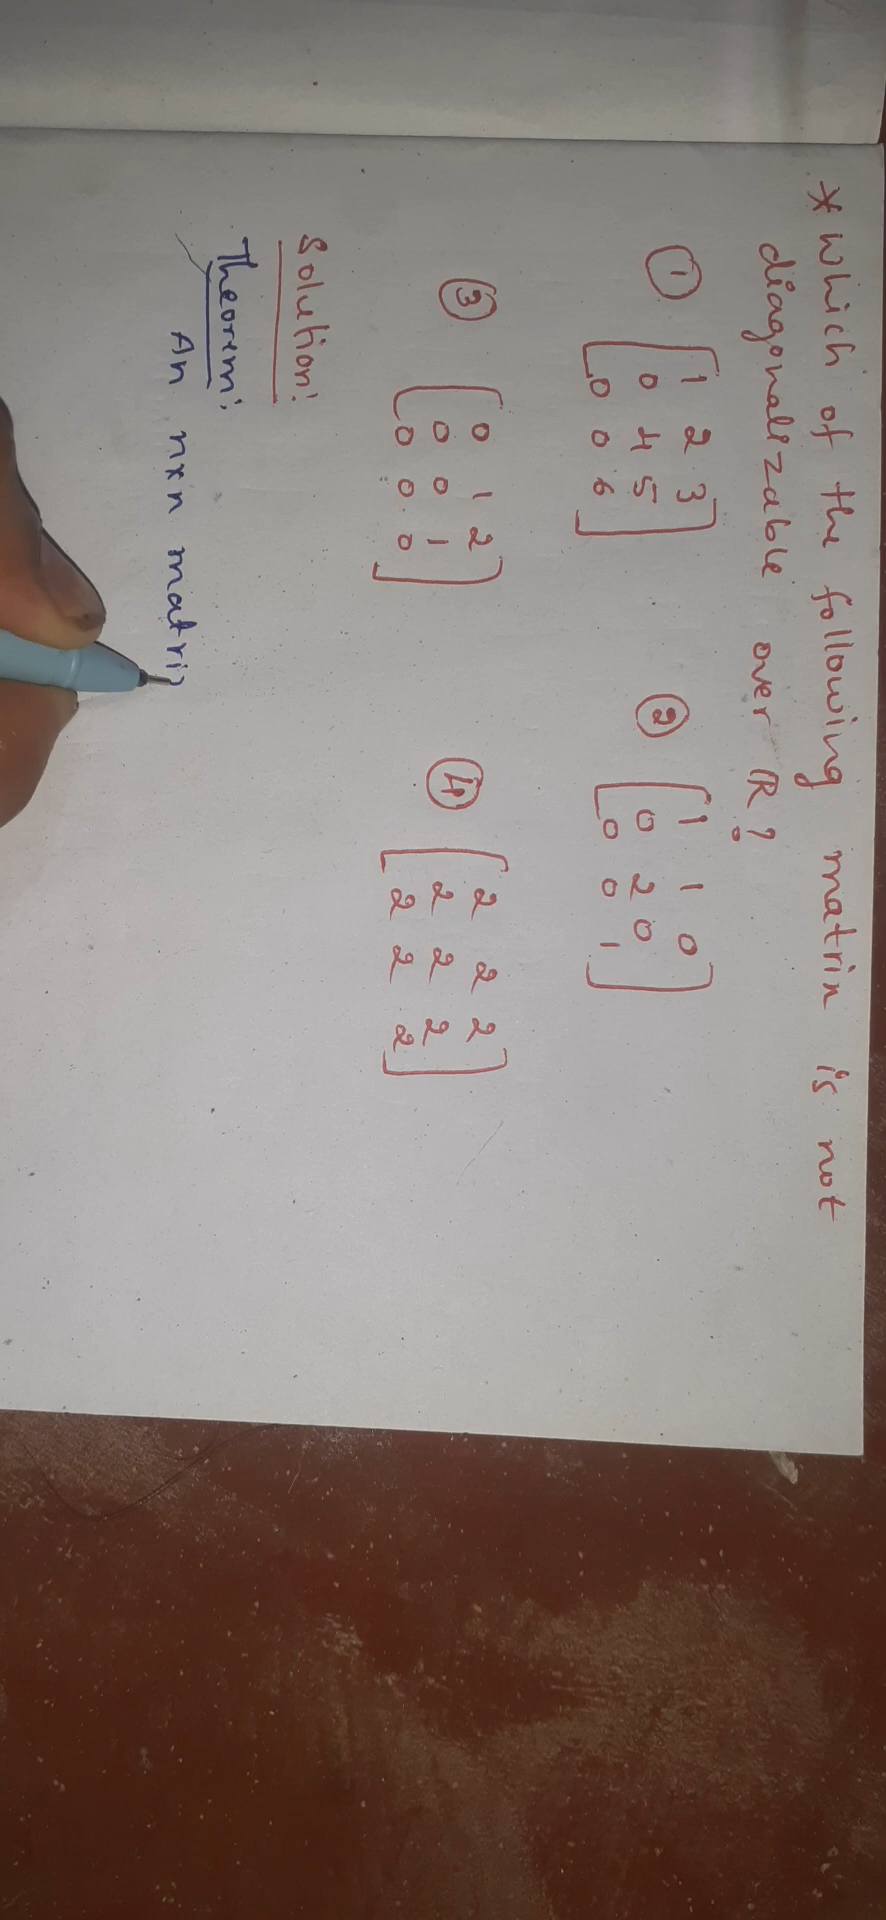 * Which of the following matrix is not
diagonalizable over R?
① [1 2 3 ② [1 1 0
0 4 5 0 2 0
0 0 6] 0 0 1]
③ [0 1 2 ④ [2 2 2
0 0 1 2 2 2
0 0 0] 2 2 2]
Solution:
Theorem:
An nxn matri